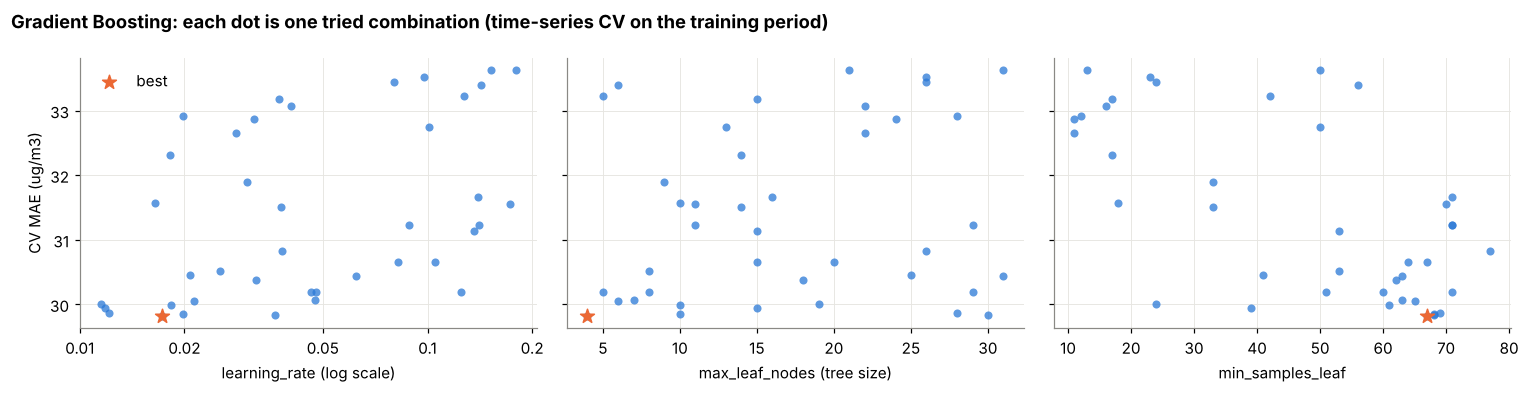 Gradient Boosting: each dot is one tried combination (time-series CV on the training period)
best
CV MAE (ug/m3)
33
32
31
30
0.01 0.02 0.05 0.1 0.2
learning_rate (log scale)
5 10 15 20 25 30
max_leaf_nodes (tree size)
10 20 30 40 50 60 70 80
min_samples_leaf